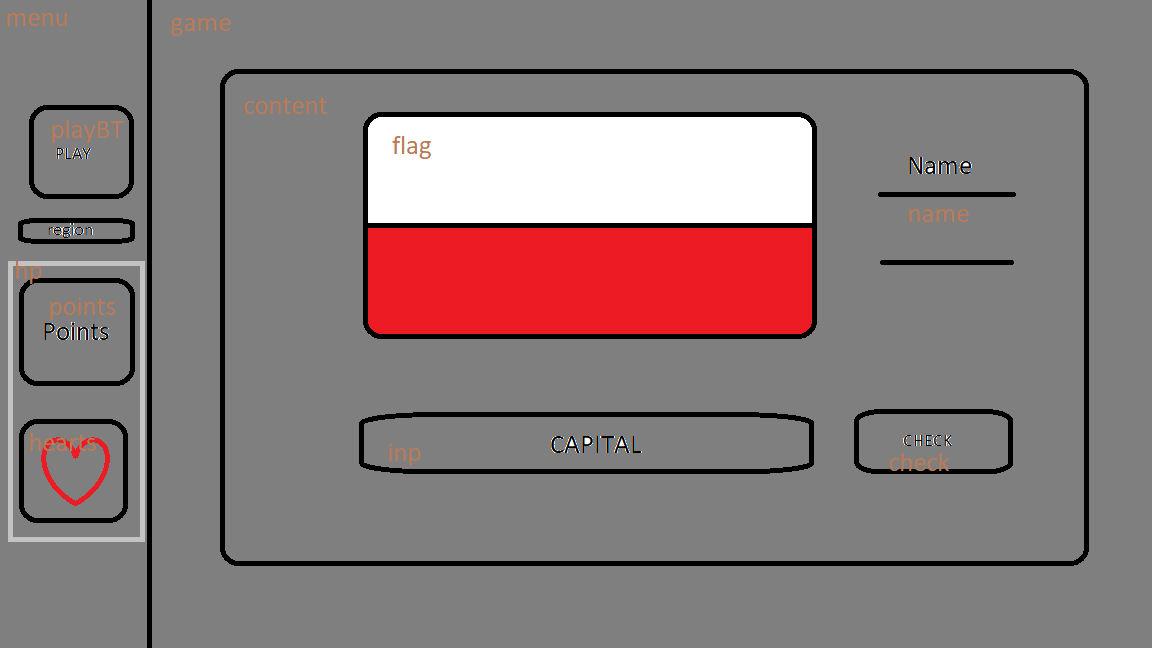 menu
game
content
playBT
PLAY
flag
Name
name
region
hp
points
Points
hearts
CAPITAL
inp
CHECK
check